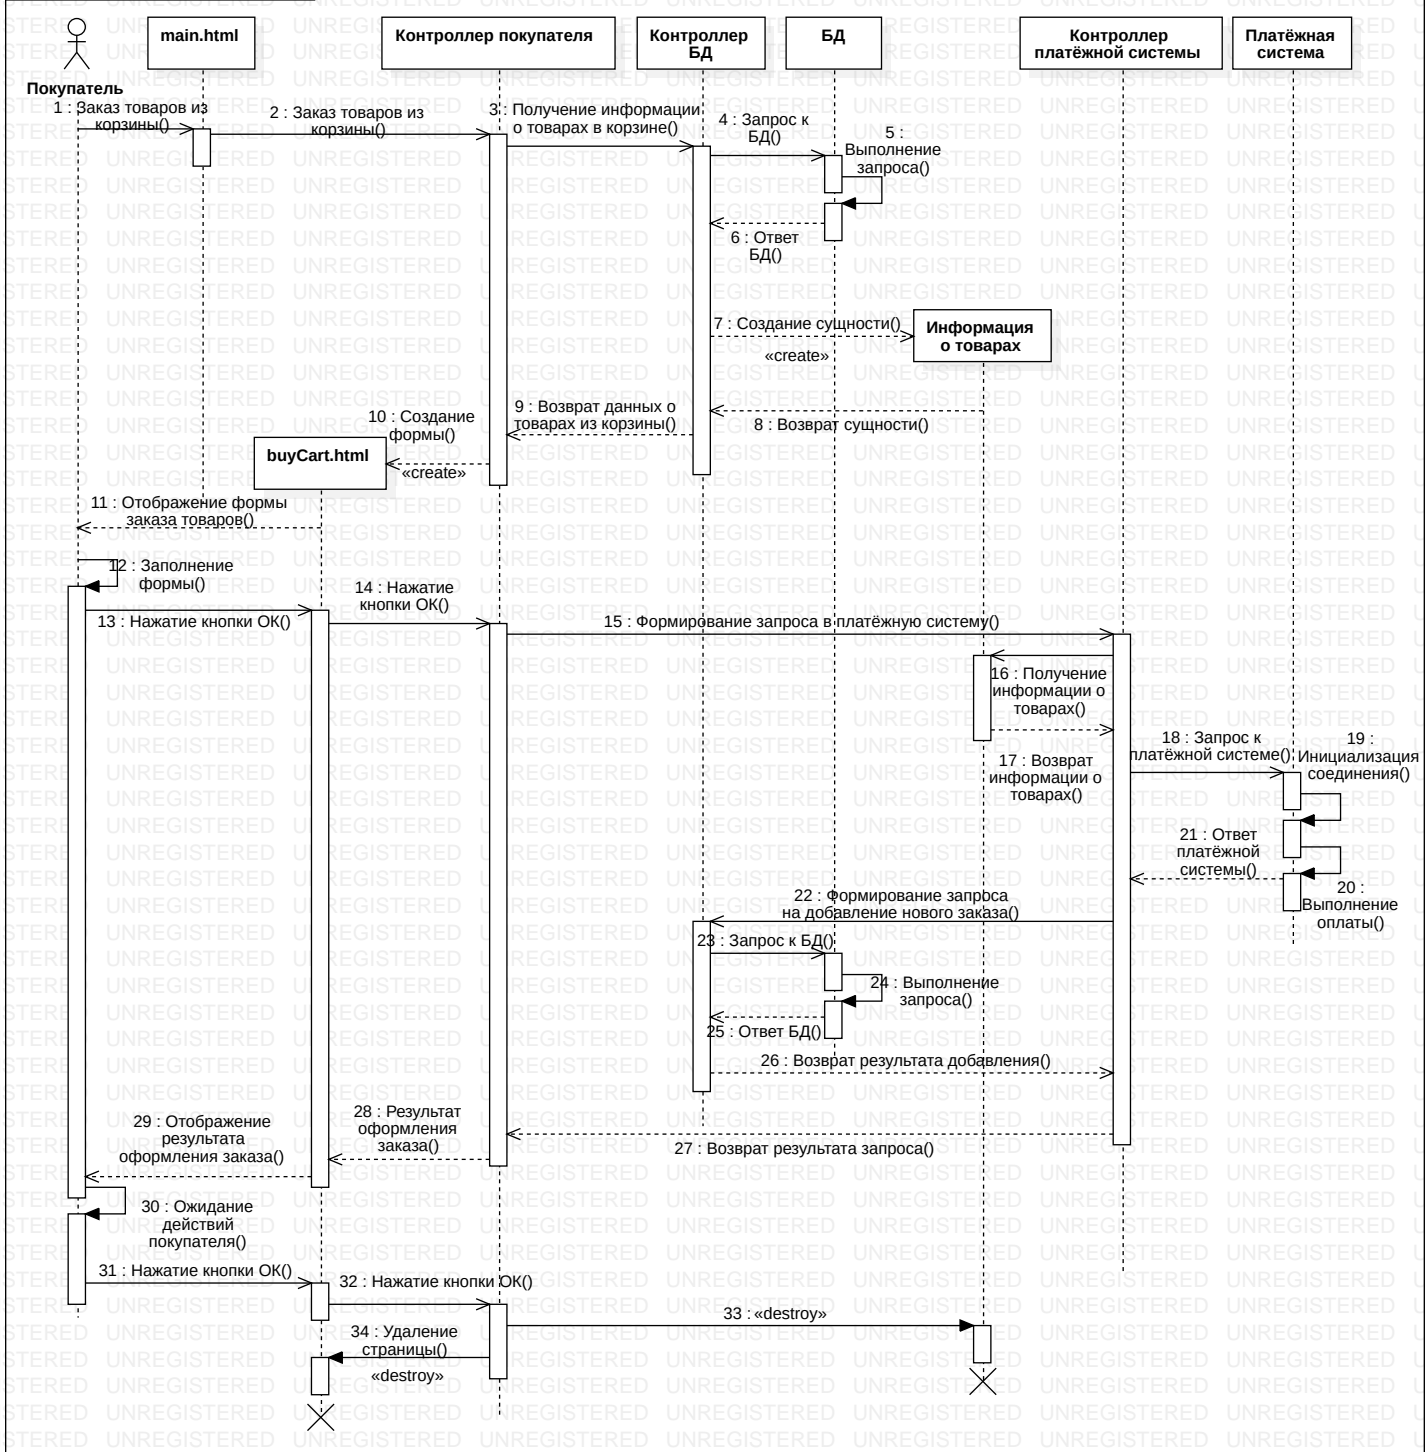 main.html
Контроллер покупателя
Контроллер
БД
БД
Контроллер
платёжной системы
Платёжная
система
Покупатель
1 : Заказ товаров из
корзины()
2 : Заказ товаров из
корзины()
3 : Получение информации
о товарах в корзине()
4 : Запрос к
БД()
5 :
Выполнение
запроса()
6 : Ответ
БД()
7 : Создание сущности()
«create»
Информация
о товарах
8 : Возврат сущности()
9 : Возврат данных о
товарах из корзины()
10 : Создание
формы()
«create»
buyCart.html
11 : Отображение формы
заказа товаров()
12 : Заполнение
формы()
13 : Нажатие кнопки ОК()
14 : Нажатие
кнопки ОК()
15 : Формирование запроса в платёжную систему()
16 : Получение
информации о
товарах()
17 : Возврат
информации о
товарах()
18 : Запрос к
платёжной системе()
19 :
Инициализация
соединения()
20 :
Выполнение
оплаты()
21 : Ответ
платёжной
системы()
22 : Формирование запроса
на добавление нового заказа()
23 : Запрос к БД()
24 : Выполнение
запроса()
25 : Ответ БД()
26 : Возврат результата добавления()
27 : Возврат результата запроса()
28 : Результат
оформления
заказа()
29 : Отображение
результата
оформления заказа()
30 : Ожидание
действий
покупателя()
31 : Нажатие кнопки ОК()
32 : Нажатие кнопки ОК()
33 : «destroy»
34 : Удаление
страницы()
«destroy»
UNREGISTERED